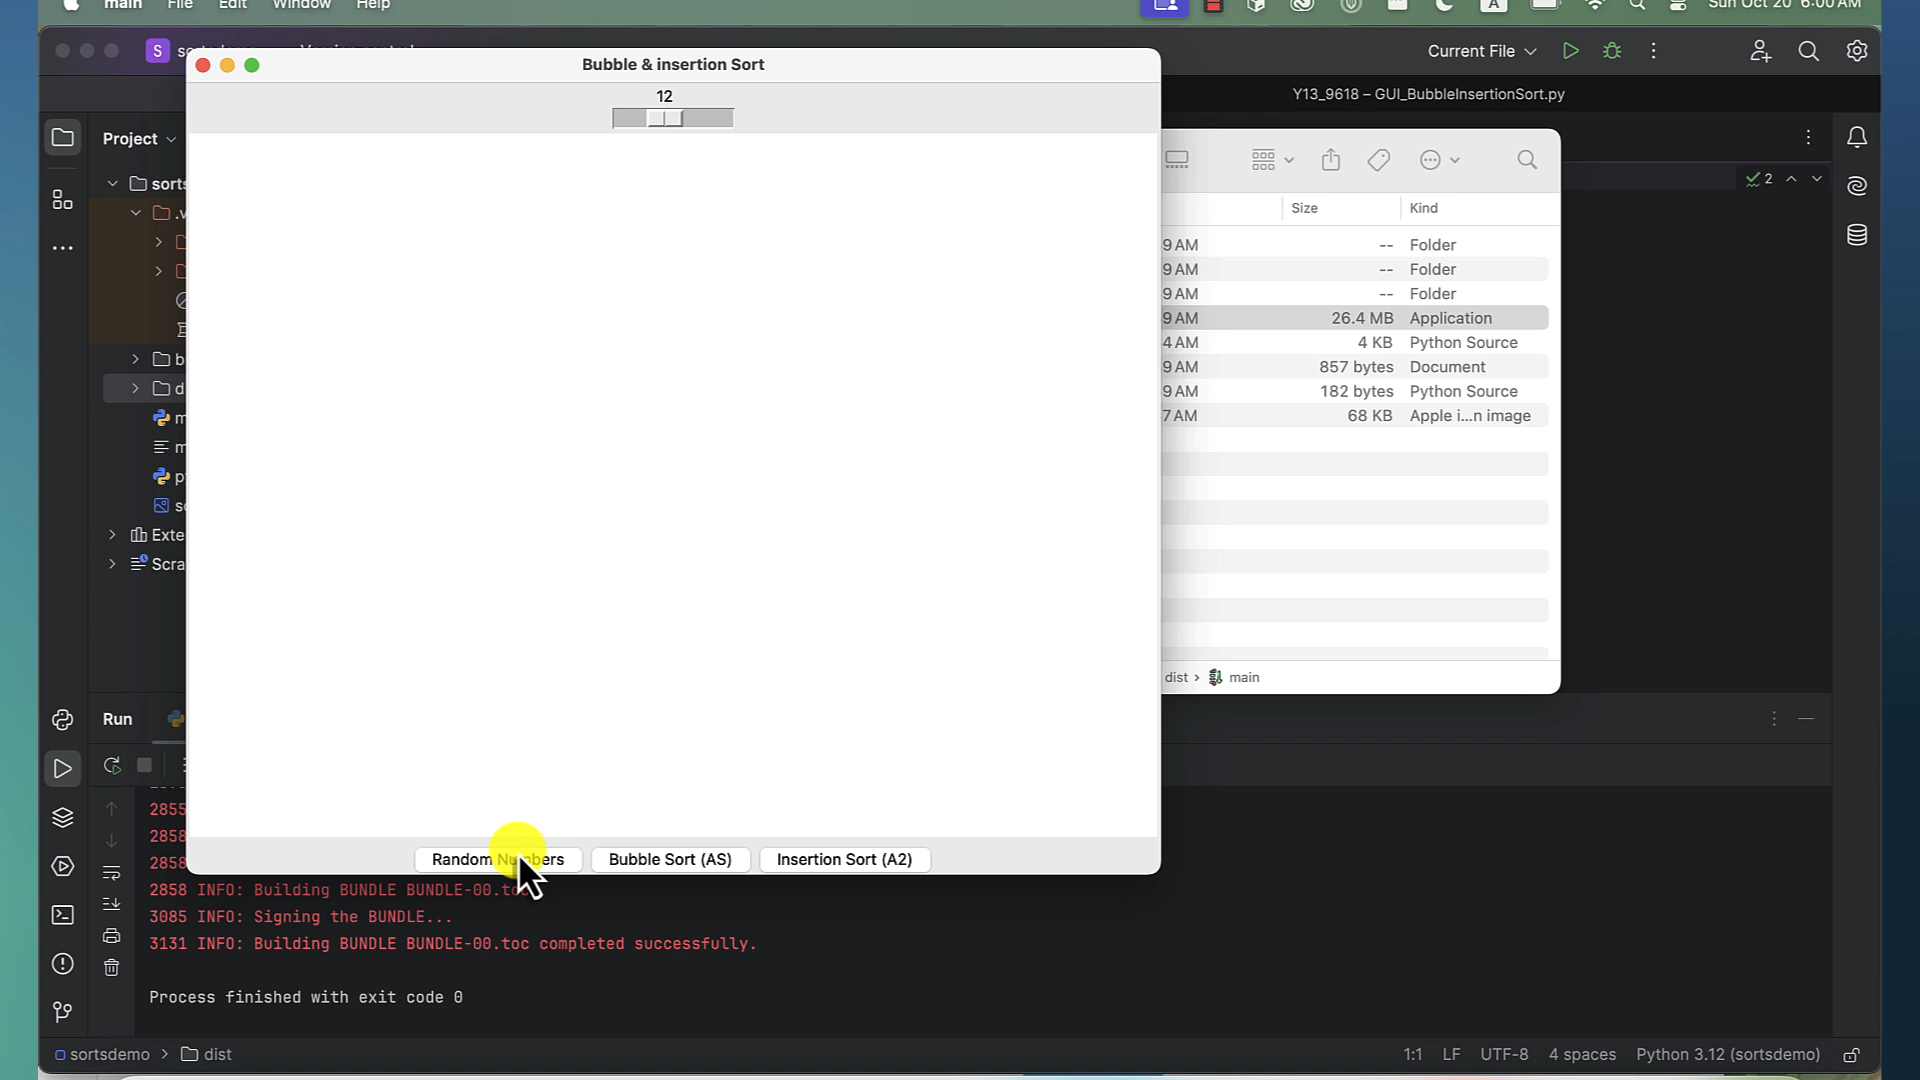 main File Edit Window Help A Sun Oct 20 6:00 AM
S Current File
Bubble & insertion Sort
Y13_9618 – GUI_BubbleInsertionSort.py
12
Project
2
sorts
Size Kind
9 AM -- Folder
9 AM -- Folder
9 AM -- Folder
9 AM 26.4 MB Application
4 AM 4 KB Python Source
9 AM 857 bytes Document
9 AM 182 bytes Python Source
7 AM 68 KB Apple i...n image
Exte
Scra
dist › main
Run
2855
2858
2858
Random Numbers Bubble Sort (AS) Insertion Sort (A2)
2858 INFO: Building BUNDLE BUNDLE-00.toc
3085 INFO: Signing the BUNDLE...
3131 INFO: Building BUNDLE BUNDLE-00.toc completed successfully.
Process finished with exit code 0
sortsdemo › dist 1:1 LF UTF-8 4 spaces Python 3.12 (sortsdemo)